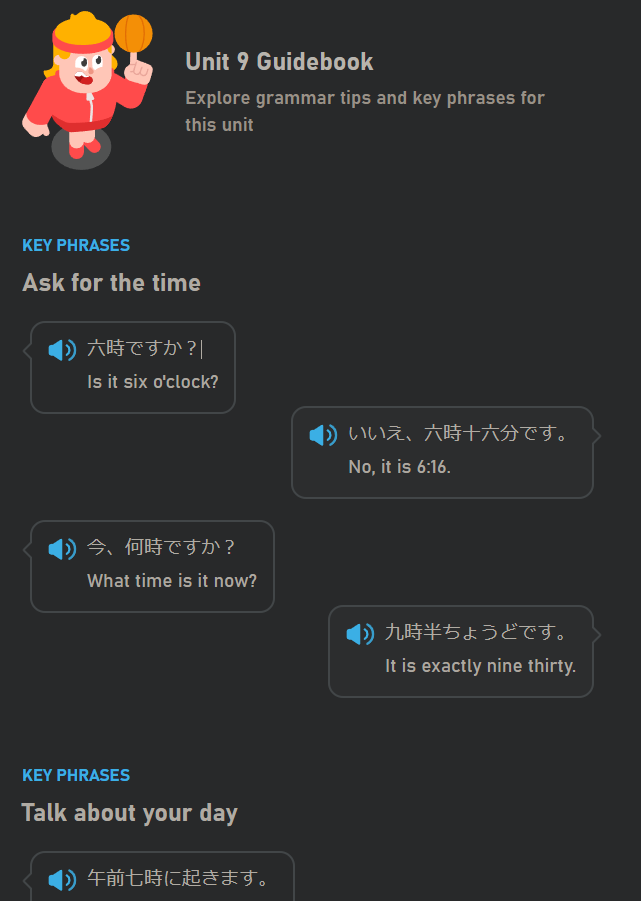 Unit 9 Guidebook
Explore grammar tips and key phrases for
this unit
KEY PHRASES
Ask for the time
六時ですか？
Is it six o'clock?
いいえ、六時十六分です。
No, it is 6:16.
今、何時ですか？
What time is it now?
九時半ちょうどです。
It is exactly nine thirty.
KEY PHRASES
Talk about your day
午前七時に起きます。